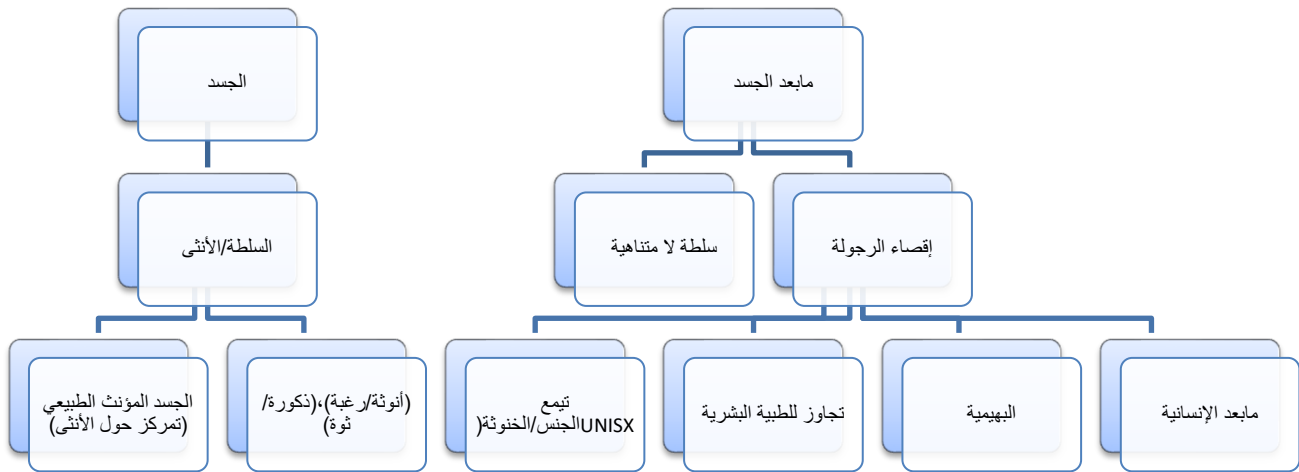 مابعد الجسد
الجسد
إقصاء الرجولة
سلطة لا متناهية
السلطة/الأنثى
مابعد الإنسانية
البهيمية
تجاوز للطبية البشرية
تيمع
UNISXالجنس/الخنوثة(
(أنوثة/رغبة)،(ذكورة/
ثوة)
الجسد المؤنث الطبيعي
(تمركز حول الأنثى)